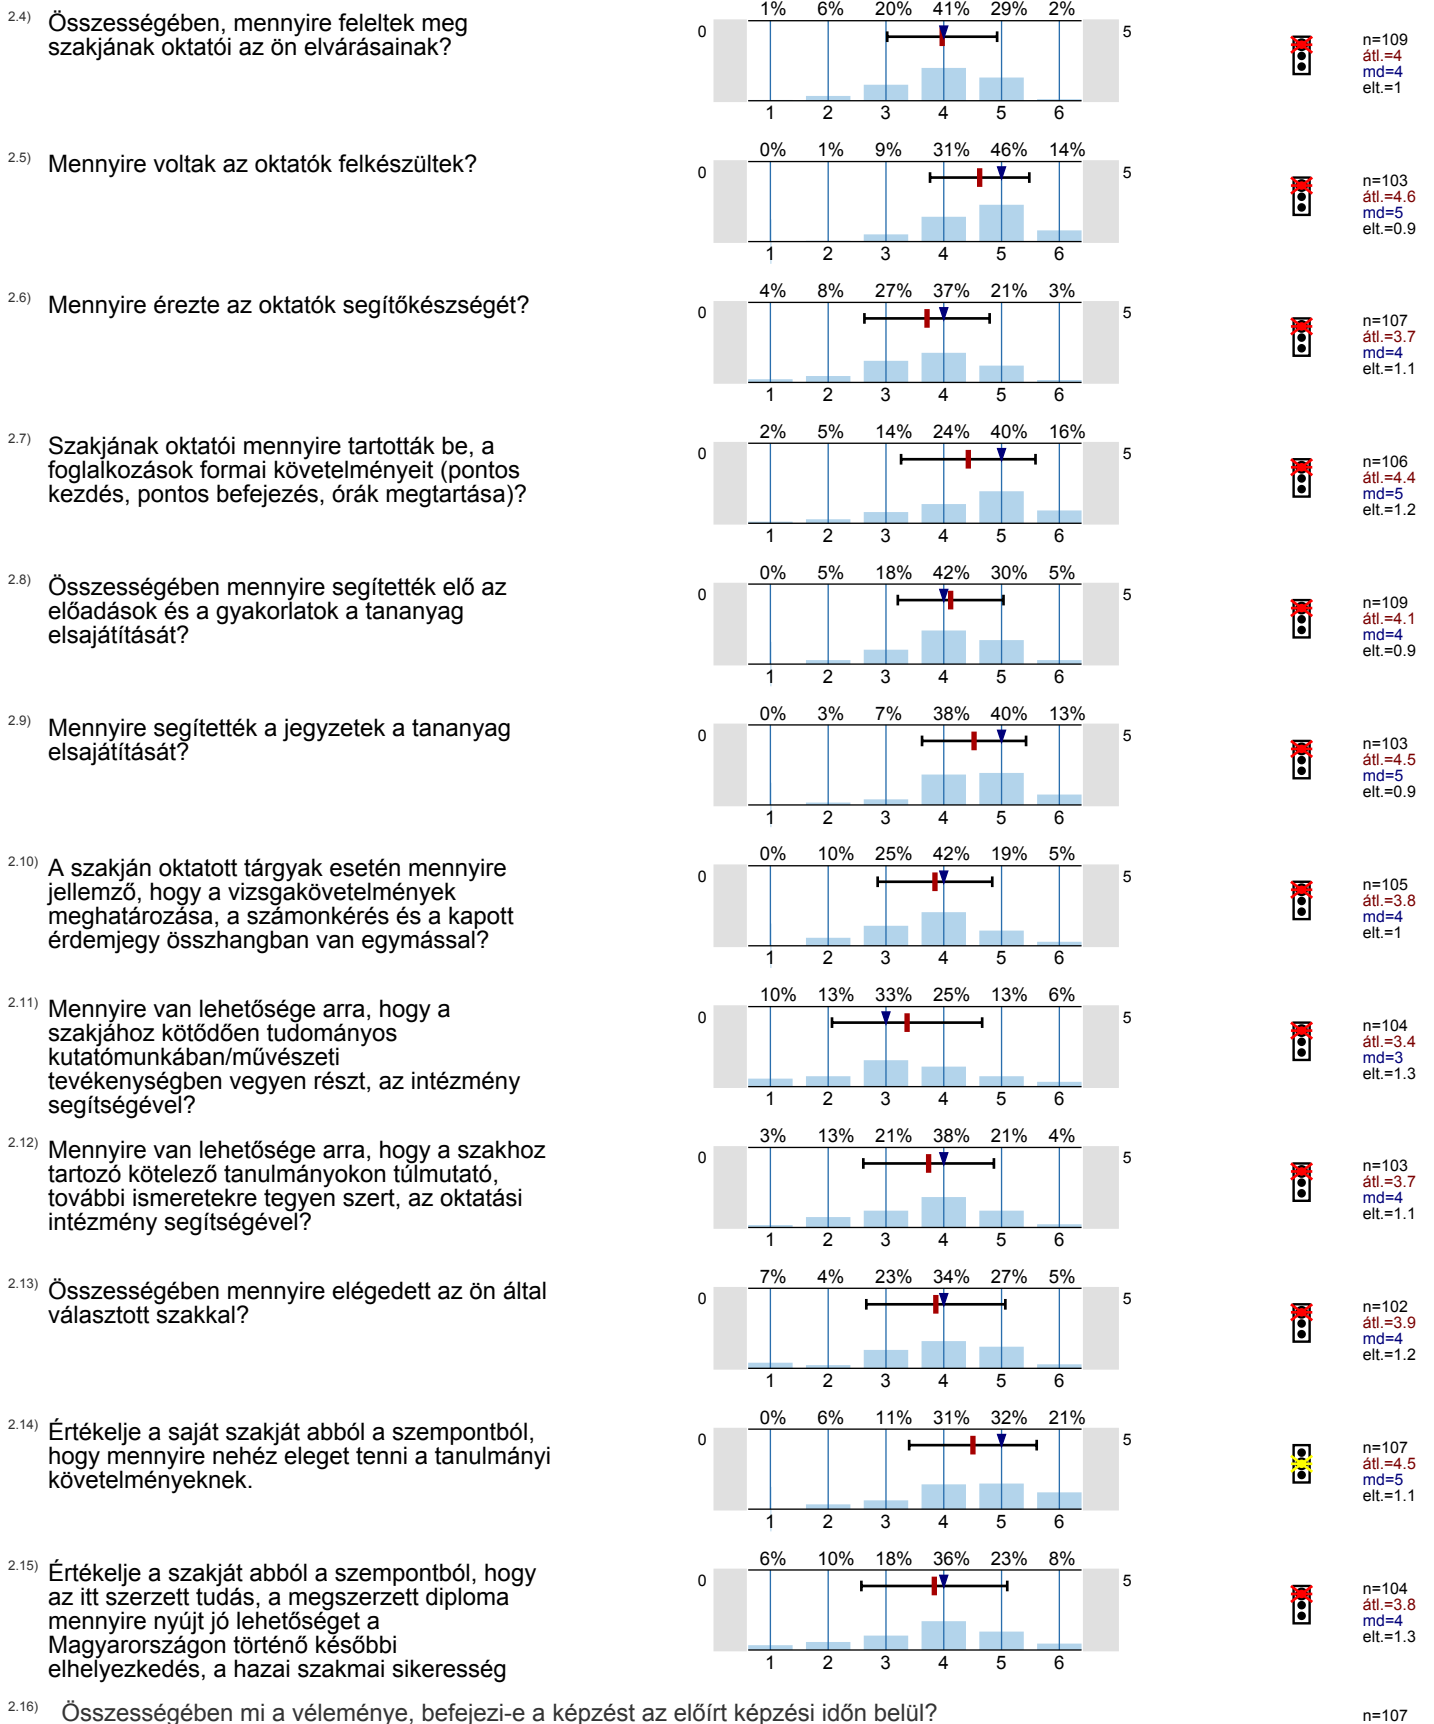 2.4) Összességében, mennyire feleltek meg
szakjának oktatói az ön elvárásainak?
1% 6% 20% 41% 29% 2%
0 5
1 2 3 4 5 6
n=109
átl.=4
md=4
elt.=1
2.5) Mennyire voltak az oktatók felkészültek?
0% 1% 9% 31% 46% 14%
0 5
1 2 3 4 5 6
n=103
átl.=4.6
md=5
elt.=0.9
2.6) Mennyire érezte az oktatók segítőkészségét?
4% 8% 27% 37% 21% 3%
0 5
1 2 3 4 5 6
n=107
átl.=3.7
md=4
elt.=1.1
2.7) Szakjának oktatói mennyire tartották be, a
foglalkozások formai követelményeit (pontos
kezdés, pontos befejezés, órák megtartása)?
2% 5% 14% 24% 40% 16%
0 5
1 2 3 4 5 6
n=106
átl.=4.4
md=5
elt.=1.2
2.8) Összességében mennyire segítették elő az
előadások és a gyakorlatok a tananyag
elsajátítását?
0% 5% 18% 42% 30% 5%
0 5
1 2 3 4 5 6
n=109
átl.=4.1
md=4
elt.=0.9
2.9) Mennyire segítették a jegyzetek a tananyag
elsajátítását?
0% 3% 7% 38% 40% 13%
0 5
1 2 3 4 5 6
n=103
átl.=4.5
md=5
elt.=0.9
2.10) A szakján oktatott tárgyak esetén mennyire
jellemző, hogy a vizsgakövetelmények
meghatározása, a számonkérés és a kapott
érdemjegy összhangban van egymással?
0% 10% 25% 42% 19% 5%
0 5
1 2 3 4 5 6
n=105
átl.=3.8
md=4
elt.=1
2.11) Mennyire van lehetősége arra, hogy a
szakjához kötődően tudományos
kutatómunkában/művészeti
tevékenységben vegyen részt, az intézmény
segítségével?
10% 13% 33% 25% 13% 6%
0 5
1 2 3 4 5 6
n=104
átl.=3.4
md=3
elt.=1.3
2.12) Mennyire van lehetősége arra, hogy a szakhoz
tartozó kötelező tanulmányokon túlmutató,
további ismeretekre tegyen szert, az oktatási
intézmény segítségével?
3% 13% 21% 38% 21% 4%
0 5
1 2 3 4 5 6
n=103
átl.=3.7
md=4
elt.=1.1
2.13) Összességében mennyire elégedett az ön által
választott szakkal?
7% 4% 23% 34% 27% 5%
0 5
1 2 3 4 5 6
n=102
átl.=3.9
md=4
elt.=1.2
2.14) Értékelje a saját szakját abból a szempontból,
hogy mennyire nehéz eleget tenni a tanulmányi
követelményeknek.
0% 6% 11% 31% 32% 21%
0 5
1 2 3 4 5 6
n=107
átl.=4.5
md=5
elt.=1.1
2.15) Értékelje a szakját abból a szempontból, hogy
az itt szerzett tudás, a megszerzett diploma
mennyire nyújt jó lehetőséget a
Magyarországon történő későbbi
elhelyezkedés, a hazai szakmai sikeresség
6% 10% 18% 36% 23% 8%
0 5
1 2 3 4 5 6
n=104
átl.=3.8
md=4
elt.=1.3
2.16) Összességében mi a véleménye, befejezi-e a képzést az előírt képzési időn belül?
n=107